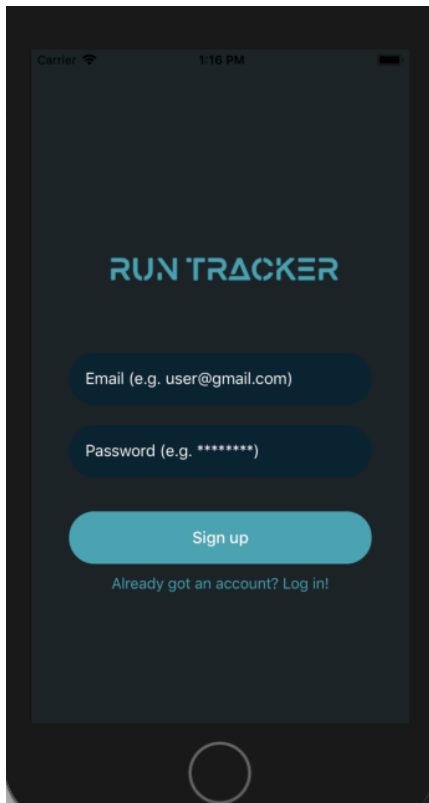 Carrier 1:16 PM
RUN TRACKER
Email (e.g. user@gmail.com)
Password (e.g. ********)
Sign up
Already got an account? Log in!